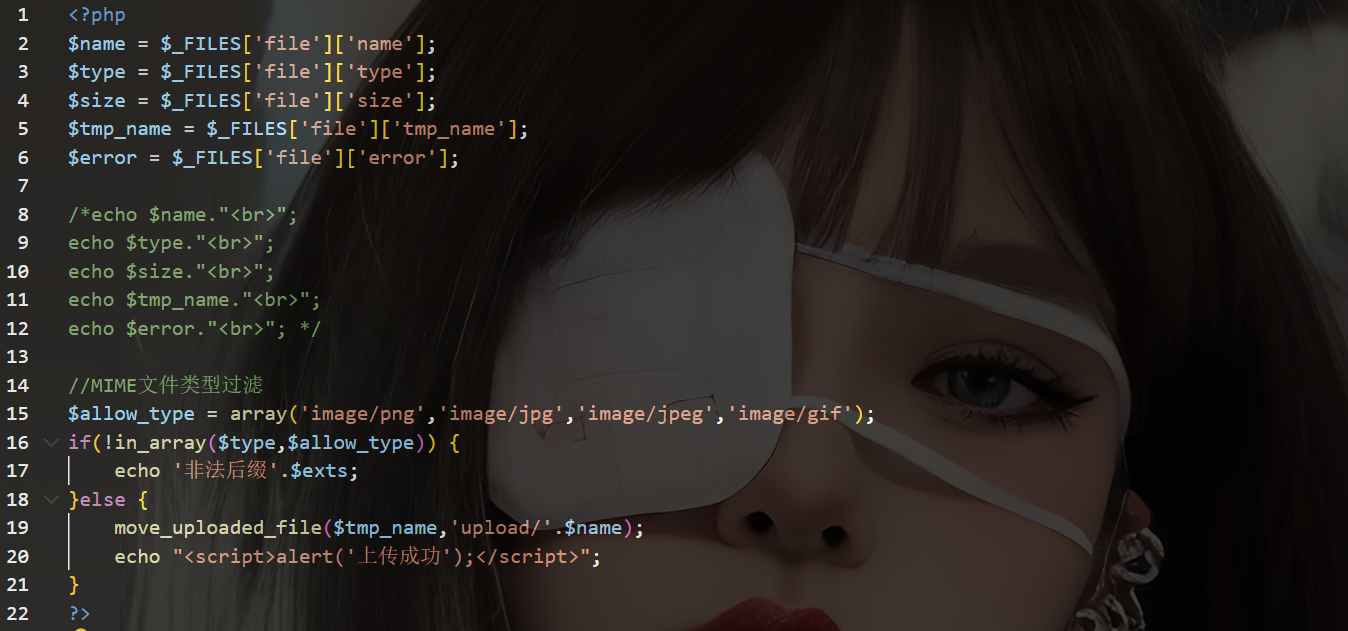 1 <?php
2 $name = $_FILES['file']['name'];
3 $type = $_FILES['file']['type'];
4 $size = $_FILES['file']['size'];
5 $tmp_name = $_FILES['file']['tmp_name'];
6 $error = $_FILES['file']['error'];
7
8 /*echo $name."<br>";
9 echo $type."<br>";
10 echo $size."<br>";
11 echo $tmp_name."<br>";
12 echo $error."<br>"; */
13
14 //MIME文件类型过滤
15 $allow_type = array('image/png','image/jpg','image/jpeg','image/gif');
16 if(!in_array($type,$allow_type)) {
17     echo '非法后缀'.$exts;
18 }else {
19     move_uploaded_file($tmp_name,'upload/'.$name);
20     echo "<script>alert('上传成功');</script>";
21 }
22 ?>